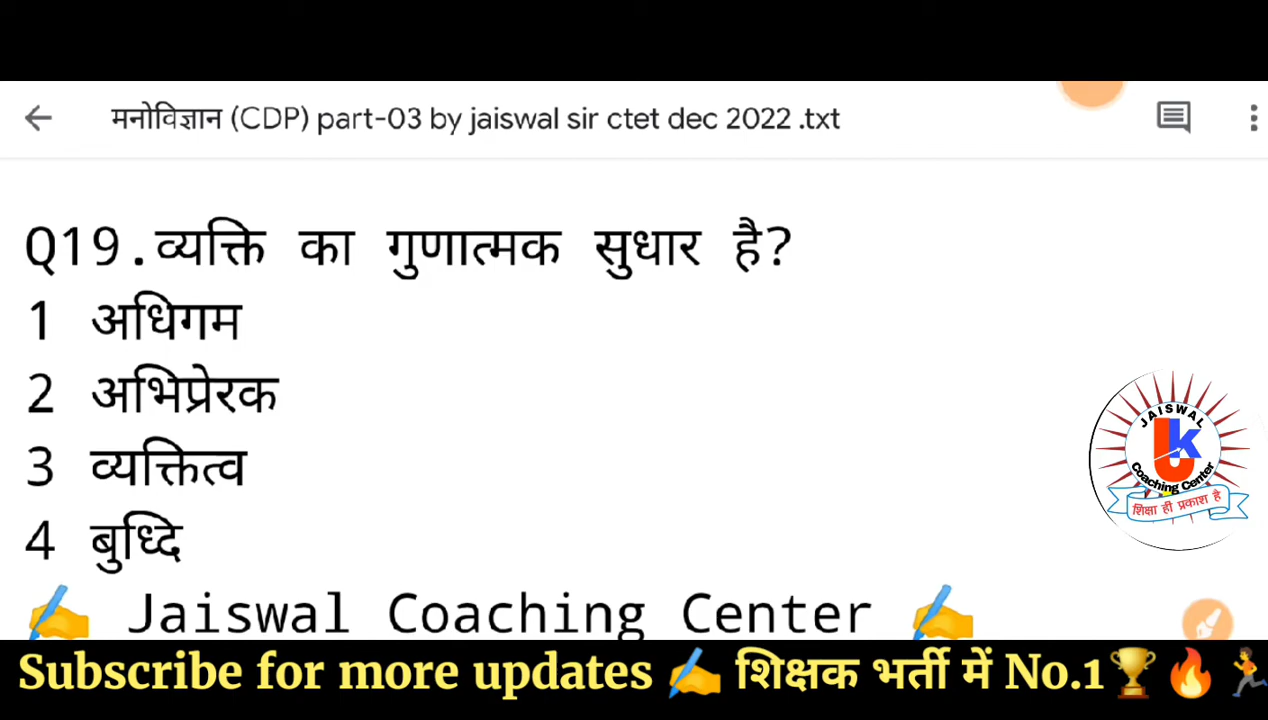 मनोविज्ञान (CDP) part-03 by jaiswal sir ctet dec 2022 .txt
Q19.व्यक्ति का गुणात्मक सुधार है?
1 अधिगम
2 अभिप्रेरक
3 व्यक्तित्व
4 बुध्दि
JAISWAL
UK
Coaching Center
शिक्षा ही प्रकाश है
✍️ Jaiswal Coaching Center ✍️
Subscribe for more updates ✍️ शिक्षक भर्ती में No.1🏆🔥🏃